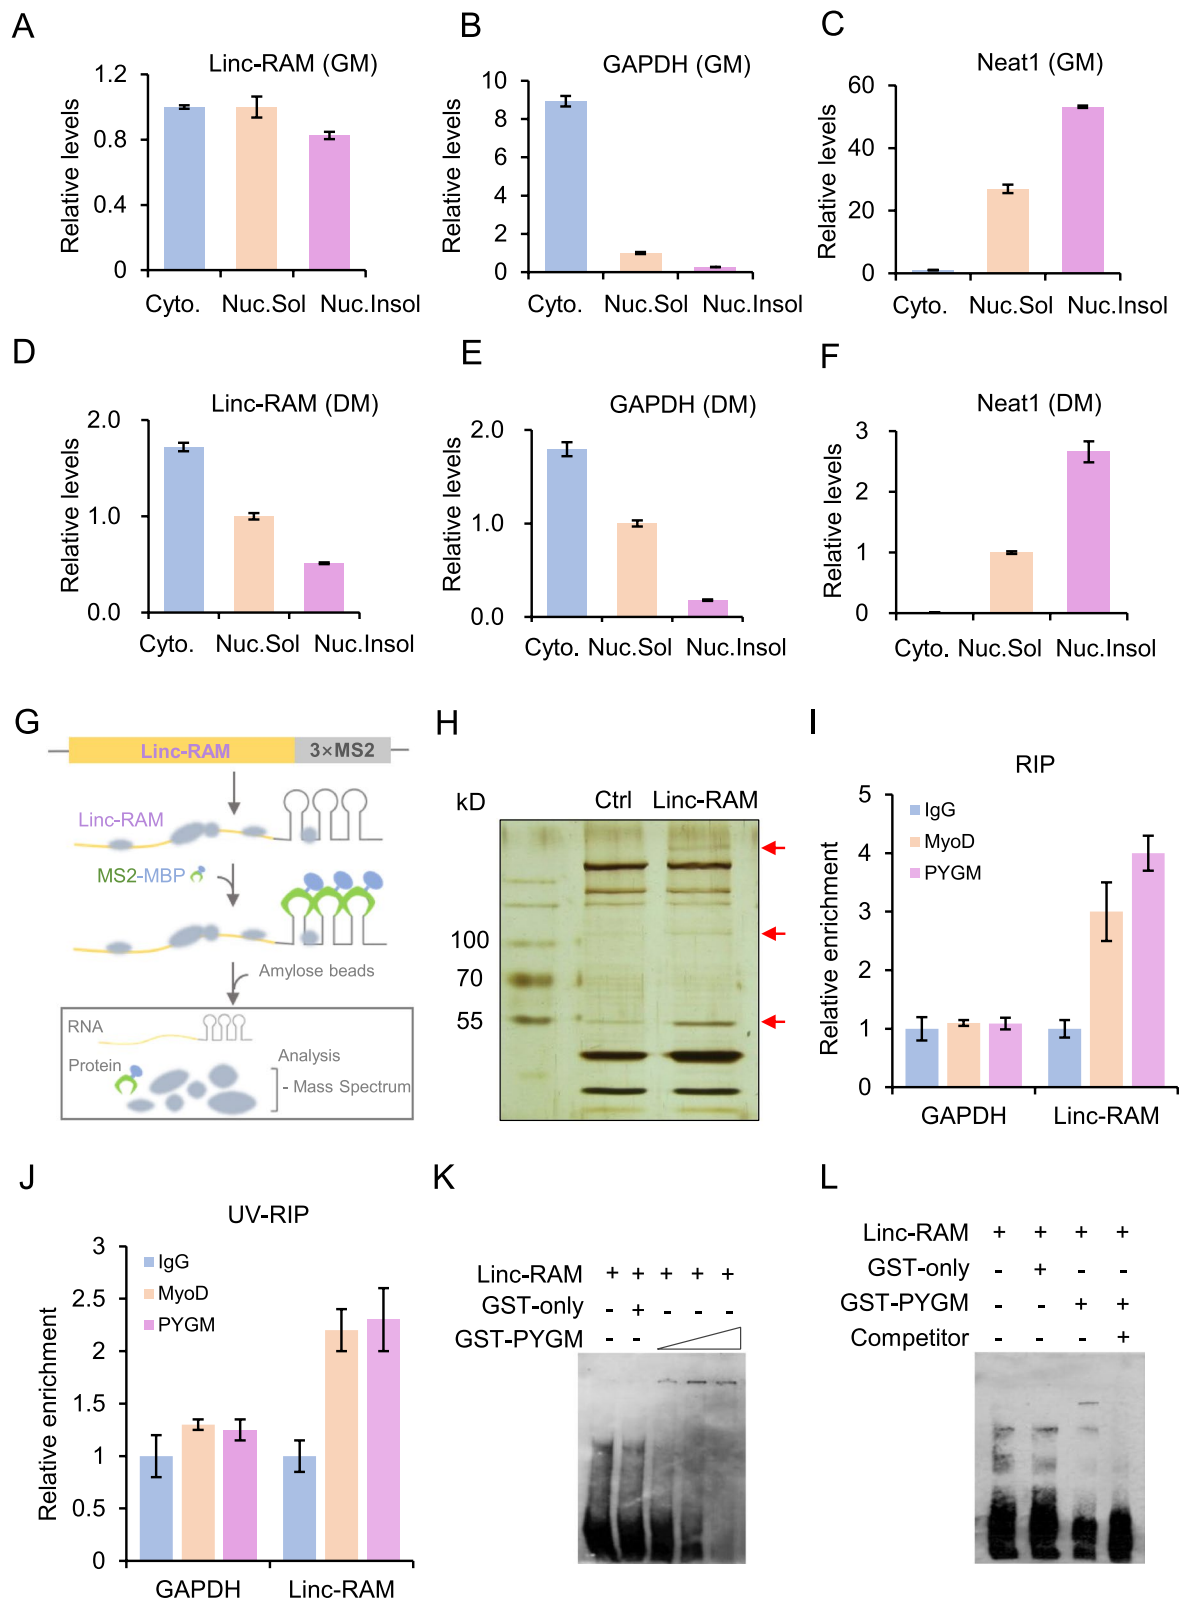 A
Linc-RAM (GM)
Relative levels
1.2
0.8
0.4
0
Cyto. Nuc.Sol Nuc.Insol
B
GAPDH (GM)
Relative levels
10
8
6
4
2
0
Cyto. Nuc.Sol Nuc.Insol
C
Neat1 (GM)
Relative levels
60
40
20
0
Cyto. Nuc.Sol Nuc.Insol
D
Linc-RAM (DM)
Relative levels
2.0
1.0
0.0
Cyto. Nuc.Sol Nuc.Insol
E
GAPDH (DM)
Relative levels
2.0
1.0
0.0
Cyto. Nuc.Sol Nuc.Insol
F
Neat1 (DM)
Relative levels
3
2
1
0
Cyto. Nuc.Sol Nuc.Insol
G
Linc-RAM 3×MS2
Linc-RAM
MS2-MBP
Amylose beads
RNA
Protein
Analysis
- Mass Spectrum
H
kD Ctrl Linc-RAM
100
70
55
I
RIP
Relative enrichment
5
4
3
2
1
0
IgG
MyoD
PYGM
GAPDH Linc-RAM
J
UV-RIP
Relative enrichment
3
2.5
2
1.5
1
0.5
0
IgG
MyoD
PYGM
GAPDH Linc-RAM
K
Linc-RAM + + + + +
GST-only - + - - -
GST-PYGM - -
L
Linc-RAM + + + +
GST-only - + - -
GST-PYGM - - + +
Competitor - - - +